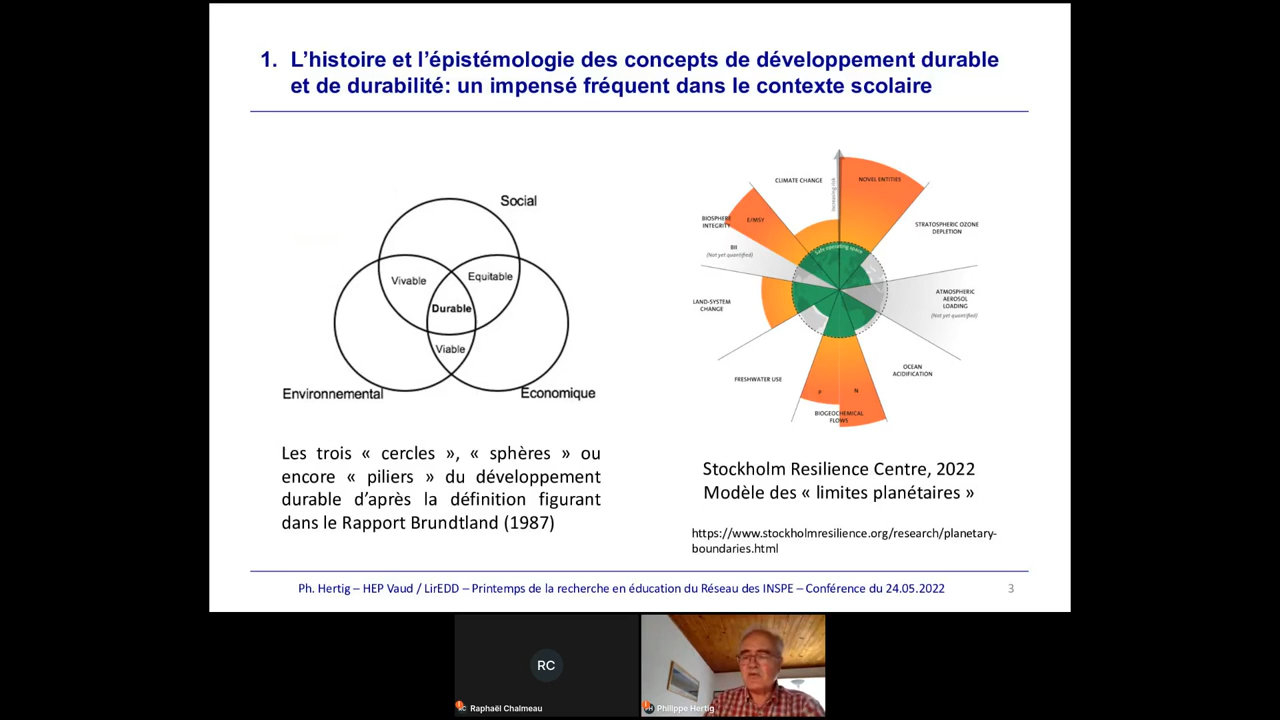 1. L’histoire et l’épistémologie des concepts de développement durable
et de durabilité: un impensé fréquent dans le contexte scolaire
Social
Vivable
Equitable
Durable
Viable
Environnemental
Economique
Les trois « cercles », « sphères » ou
encore « piliers » du développement
durable d’après la définition figurant
dans le Rapport Brundtland (1987)
CLIMATE CHANGE
Increasing risk
NOVEL ENTITIES
BIOSPHERE
INTEGRITY
E/MSY
BII
(Not yet quantified)
Safe operating space
STRATOSPHERIC OZONE
DEPLETION
LAND-SYSTEM
CHANGE
ATMOSPHERIC
AEROSOL
LOADING
(Not yet quantified)
FRESHWATER USE
OCEAN
ACIDIFICATION
P
N
BIOGEOCHEMICAL
FLOWS
Stockholm Resilience Centre, 2022
Modèle des « limites planétaires »
https://www.stockholmresilience.org/research/planetary-
boundaries.html
Ph. Hertig – HEP Vaud / LirEDD – Printemps de la recherche en éducation du Réseau des INSPE – Conférence du 24.05.2022
3
RC
Raphaël Chalmeau
Philippe Hertig